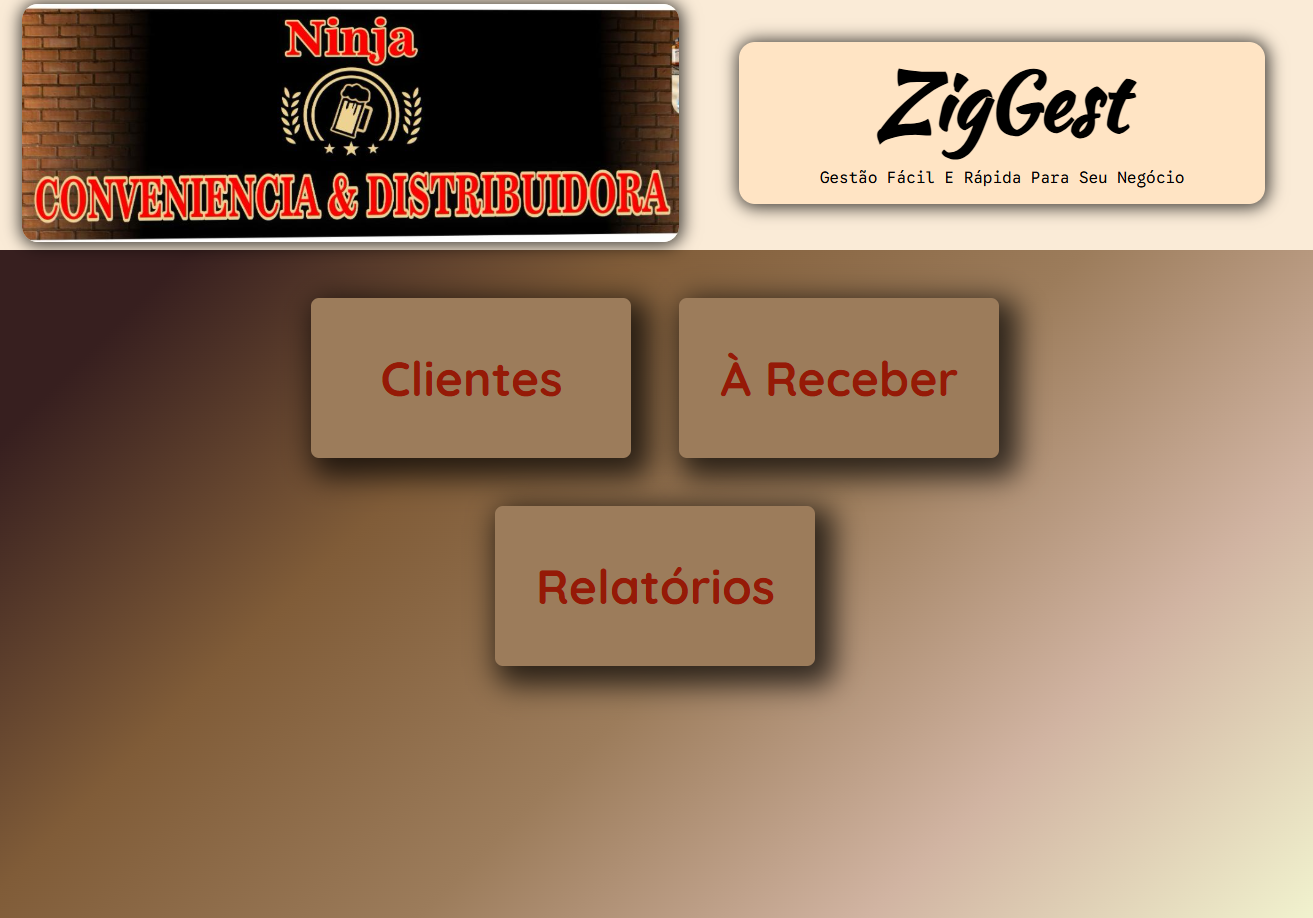 Ninja
CONVENIENCIA & DISTRIBUIDORA
ZigGest
Gestão Fácil E Rápida Para Seu Negócio
Clientes
À Receber
Relatórios